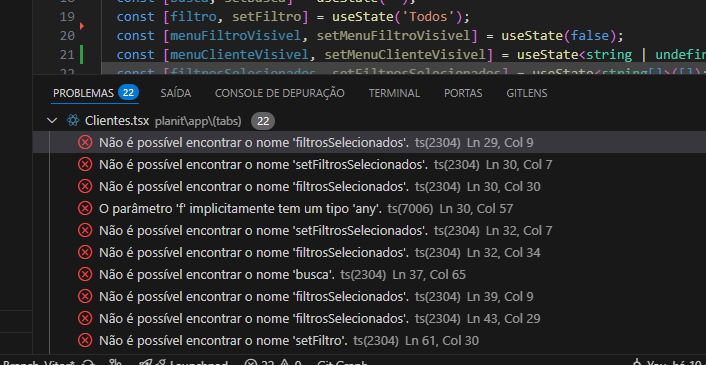 18
19 const [filtro, setFiltro] = useState('Todos');
20 const [menuFiltroVisivel, setMenuFiltroVisivel] = useState(false);
21 const [menuClienteVisivel, setMenuClienteVisivel] = useState<string | undefin
22 const [filtrosSelecionados, setFiltrosSelecionados] = useState<string[]>([]);
PROBLEMAS 22 SAÍDA CONSOLE DE DEPURAÇÃO TERMINAL PORTAS GITLENS
Clientes.tsx planit\app\(tabs) 22
Não é possível encontrar o nome 'filtrosSelecionados'. ts(2304) Ln 29, Col 9
Não é possível encontrar o nome 'setFiltrosSelecionados'. ts(2304) Ln 30, Col 7
Não é possível encontrar o nome 'filtrosSelecionados'. ts(2304) Ln 30, Col 30
O parâmetro 'f' implicitamente tem um tipo 'any'. ts(7006) Ln 30, Col 57
Não é possível encontrar o nome 'setFiltrosSelecionados'. ts(2304) Ln 32, Col 7
Não é possível encontrar o nome 'filtrosSelecionados'. ts(2304) Ln 32, Col 34
Não é possível encontrar o nome 'busca'. ts(2304) Ln 37, Col 65
Não é possível encontrar o nome 'filtrosSelecionados'. ts(2304) Ln 39, Col 9
Não é possível encontrar o nome 'filtrosSelecionados'. ts(2304) Ln 43, Col 29
Não é possível encontrar o nome 'setFiltro'. ts(2304) Ln 61, Col 30
Branch-Vitor* Launchpad 22 0 Git Graph You, há 10